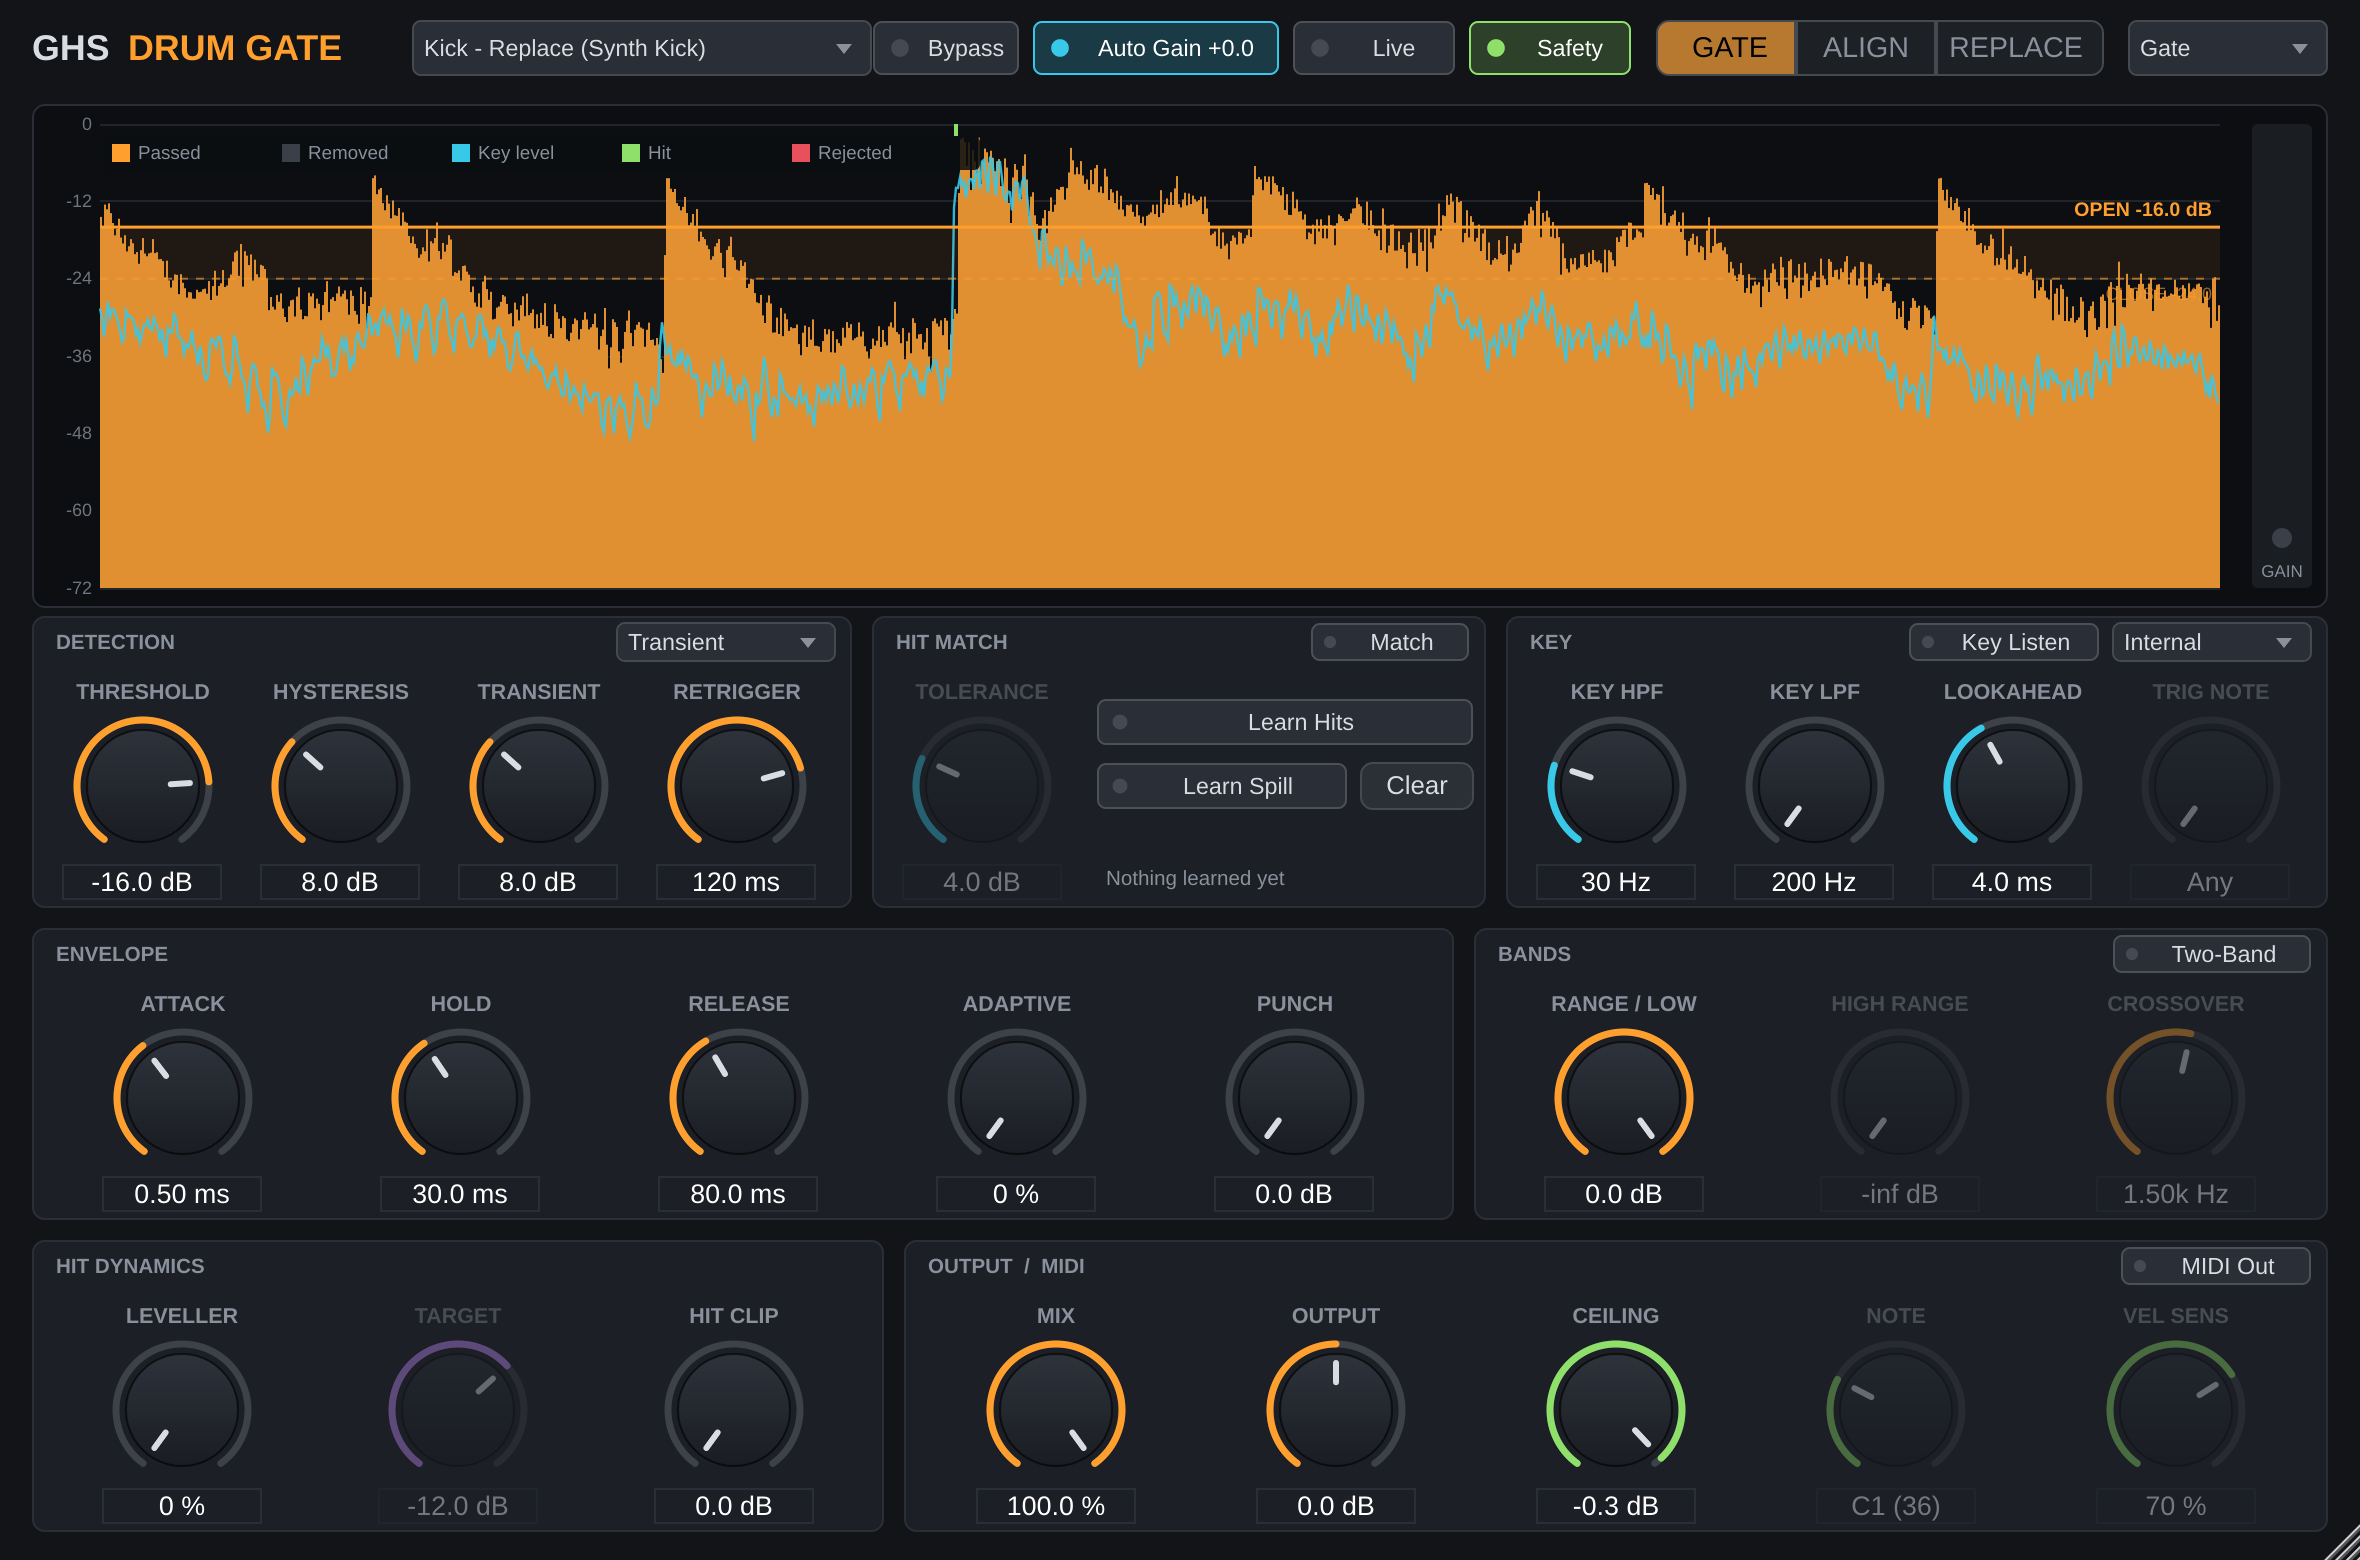 GHS DRUM GATE
Kick - Replace (Synth Kick)
Bypass
Auto Gain +0.0
Live
Safety
GATE
ALIGN
REPLACE
Gate
0
Passed
Removed
Key level
Hit
Rejected
-12
OPEN -16.0 dB
-24
-36
-48
-60
-72
GAIN
DETECTION
Transient
THRESHOLD
HYSTERESIS
TRANSIENT
RETRIGGER
-16.0 dB
8.0 dB
8.0 dB
120 ms
HIT MATCH
Match
TOLERANCE
Learn Hits
Learn Spill
Clear
4.0 dB
Nothing learned yet
KEY
Key Listen
Internal
KEY HPF
KEY LPF
LOOKAHEAD
TRIG NOTE
30 Hz
200 Hz
4.0 ms
Any
ENVELOPE
ATTACK
HOLD
RELEASE
ADAPTIVE
PUNCH
0.50 ms
30.0 ms
80.0 ms
0 %
0.0 dB
BANDS
Two-Band
RANGE / LOW
HIGH RANGE
CROSSOVER
0.0 dB
-inf dB
1.50k Hz
HIT DYNAMICS
LEVELLER
TARGET
HIT CLIP
0 %
-12.0 dB
0.0 dB
OUTPUT / MIDI
MIDI Out
MIX
OUTPUT
CEILING
NOTE
VEL SENS
100.0 %
0.0 dB
-0.3 dB
C1 (36)
70 %